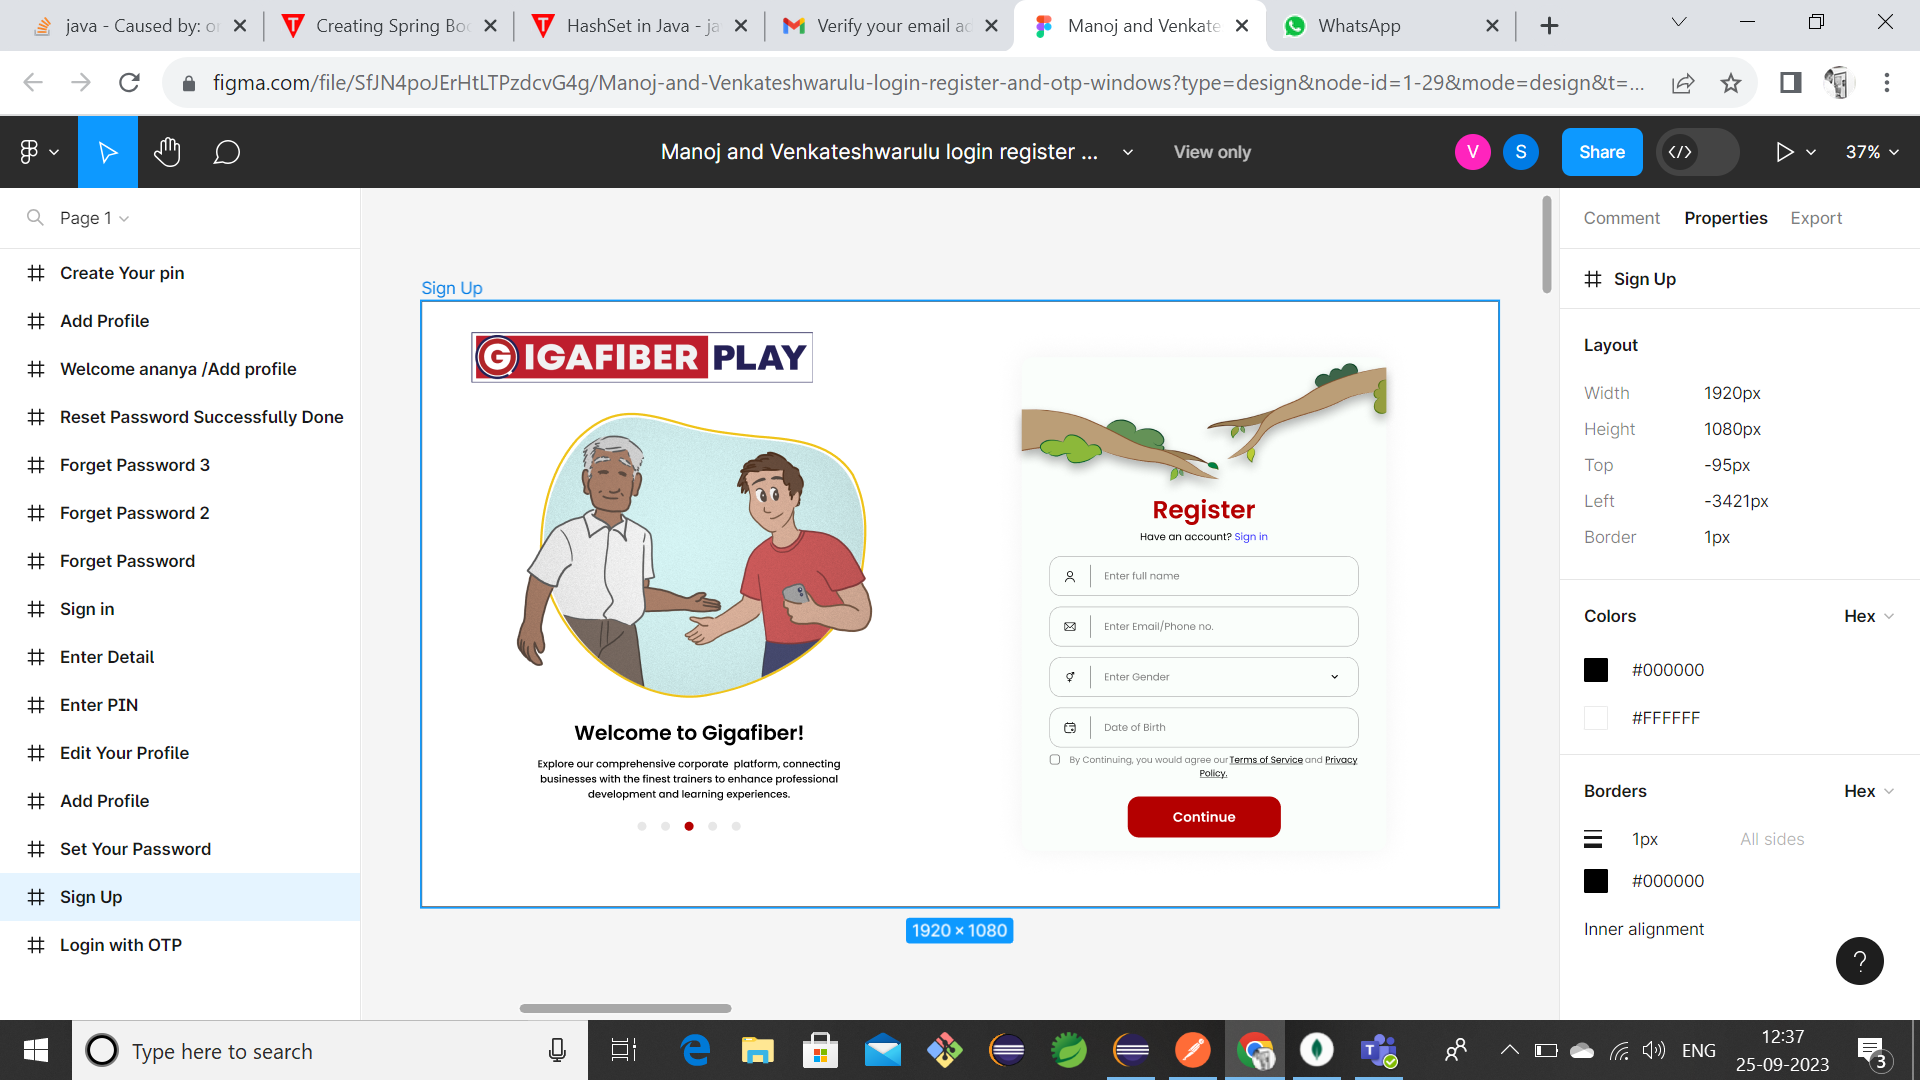 java - Caused by: or
Creating Spring Boo
HashSet in Java - ja
Verify your email ad
Manoj and Venkate
WhatsApp
figma.com/file/SfJN4poJErHtLTPzdcvG4g/Manoj-and-Venkateshwarulu-login-register-and-otp-windows?type=design&node-id=1-29&mode=design&t=...
Manoj and Venkateshwarulu login register ...
View only
V
S
Share
</>
37%
Page 1
Create Your pin
Add Profile
Welcome ananya /Add profile
Reset Password Successfully Done
Forget Password 3
Forget Password 2
Forget Password
Sign in
Enter Detail
Enter PIN
Edit Your Profile
Add Profile
Set Your Password
Sign Up
Login with OTP
Sign Up
GIGAFIBER PLAY
Welcome to Gigafiber!
Explore our comprehensive corporate platform, connecting
businesses with the finest trainers to enhance professional
development and learning experiences.
Register
Have an account? Sign in
Enter full name
Enter Email/Phone no.
Enter Gender
Date of Birth
By Continuing, you would agree our Terms of Service and Privacy
Policy.
Continue
1920 × 1080
Comment Properties Export
Sign Up
Layout
Width 1920px
Height 1080px
Top -95px
Left -3421px
Border 1px
Colors Hex
#000000
#FFFFFF
Borders Hex
1px All sides
#000000
Inner alignment
?
Type here to search
ENG
12:37
25-09-2023
3